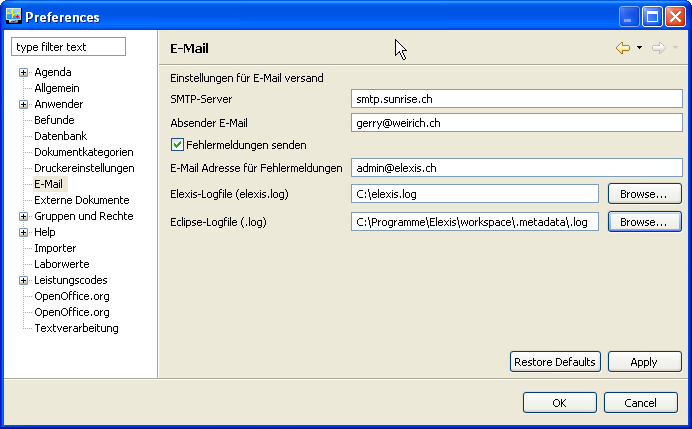 Preferences
type filter text
Agenda
Allgemein
Anwender
Befunde
Datenbank
Dokumentkategorien
Druckereinstellungen
E-Mail
Externe Dokumente
Gruppen und Rechte
Help
Importer
Laborwerte
Leistungscodes
OpenOffice.org
OpenOffice.org
Textverarbeitung
E-Mail
Einstellungen für E-Mail versand
SMTP-Server smtp.sunrise.ch
Absender E-Mail gerry@weirich.ch
Fehlermeldungen senden
E-Mail Adresse für Fehlermeldungen admin@elexis.ch
Elexis-Logfile (elexis.log) C:\elexis.log Browse...
Eclipse-Logfile (.log) C:\Programme\Elexis\workspace\.metadata\.log Browse...
Restore Defaults Apply
OK Cancel